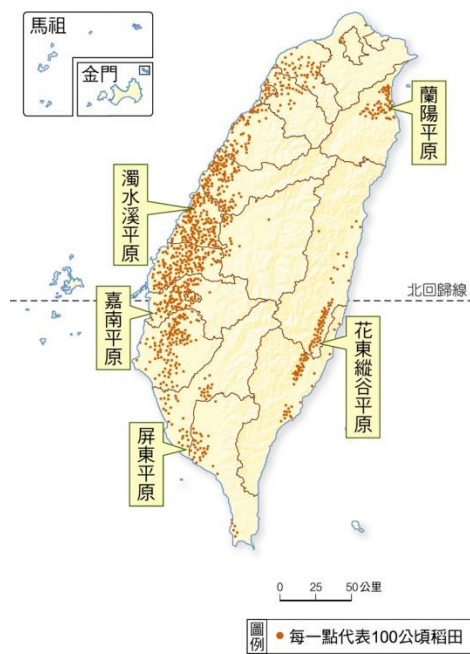 馬祖
金門
蘭陽平原
濁水溪平原
北回歸線
嘉南平原
花東縱谷平原
屏東平原
0 25 50公里
圖例
每一點代表100公頃稻田